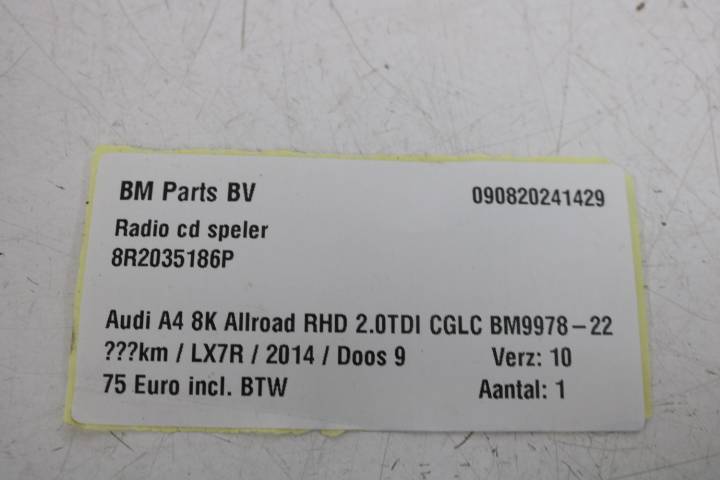 BM Parts BV 090820241429
Radio cd speler
8R2035186P
Audi A4 8K Allroad RHD 2.0TDI CGLC BM9978-22
???km / LX7R / 2014 / Doos 9 Verz: 10
75 Euro incl. BTW Aantal: 1